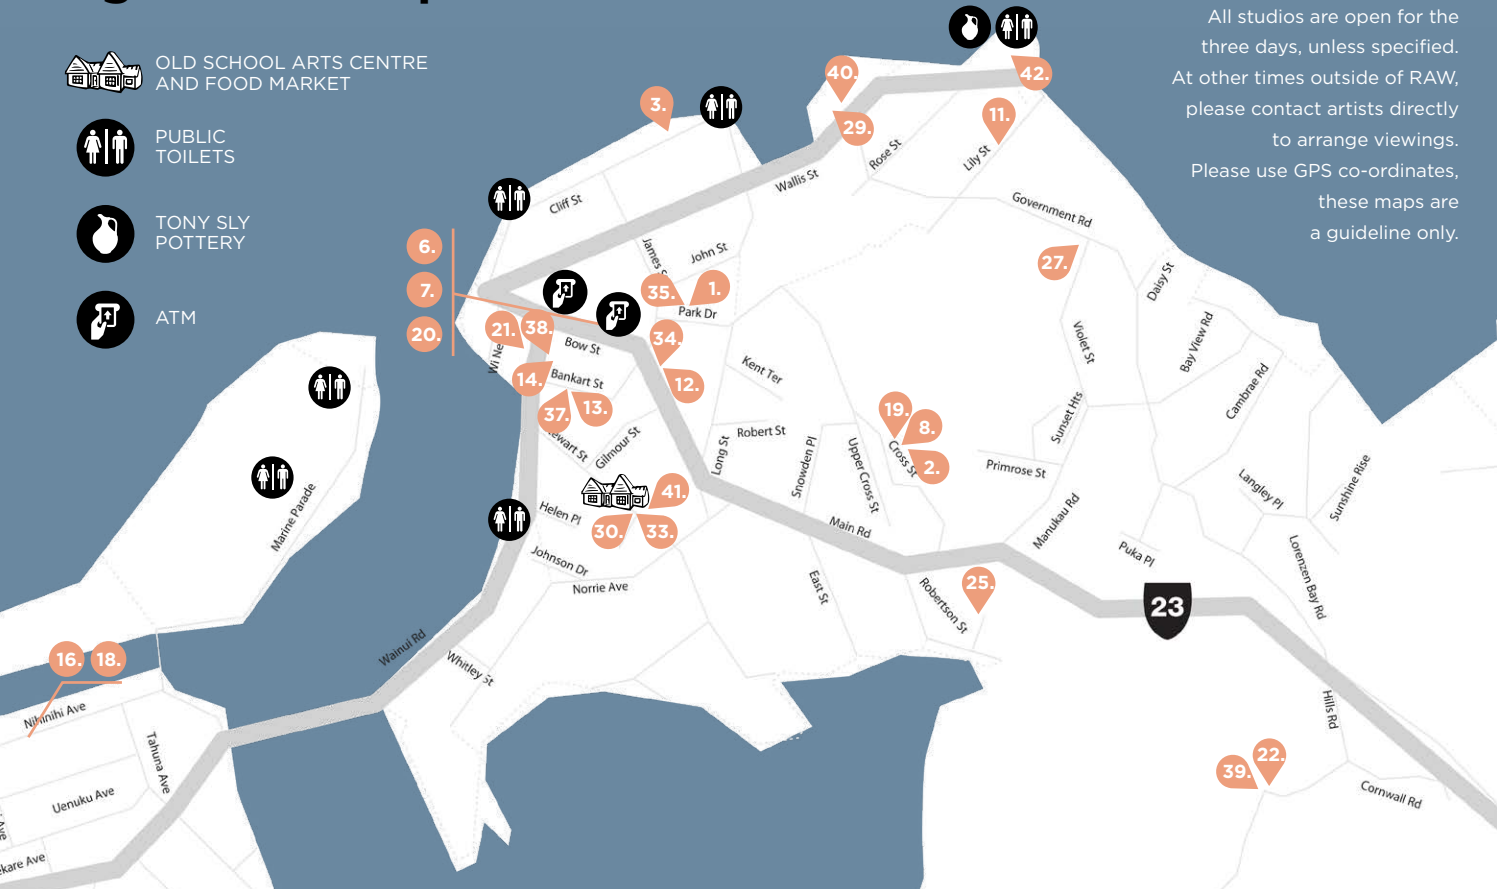 OLD SCHOOL ARTS CENTRE
AND FOOD MARKET
PUBLIC
TOILETS
TONY SLY
POTTERY
ATM
All studios are open for the
three days, unless specified.
At other times outside of RAW,
please contact artists directly
to arrange viewings.
Please use GPS co-ordinates,
these maps are
a guideline only.
40.
42.
3.
11.
29.
Rose St
Lily St
Wallis St
Cliff St
Government Rd
6.
James S
John St
27.
7.
35.
1.
Daisy St
Park Dr
20.
21.
38.
34.
Wi Ne
Bow St
Violet St
Bay View Rd
14.
Bankart St
12.
Kent Ter
Cambrae Rd
37.
13.
19.
8.
Sunset Hts
ewart St
Gilmour St
Robert St
Long St
Snowden Pl
Upper Cross St
Cross St
2.
Primrose St
41.
Langley Pl
Sunshine Rise
30.
33.
Helen Pl
Marine Parade
Main Rd
Manukau Rd
Puka Pl
Johnson Dr
Norrie Ave
East St
Robertson St
25.
23
Lorenzen Bay Rd
Wainui Rd
16.
18.
Whitley St
Nihinihi Ave
Tahuna Ave
Hills Rd
39.
22.
Uenuku Ave
Cornwall Rd
Ave
kare Ave